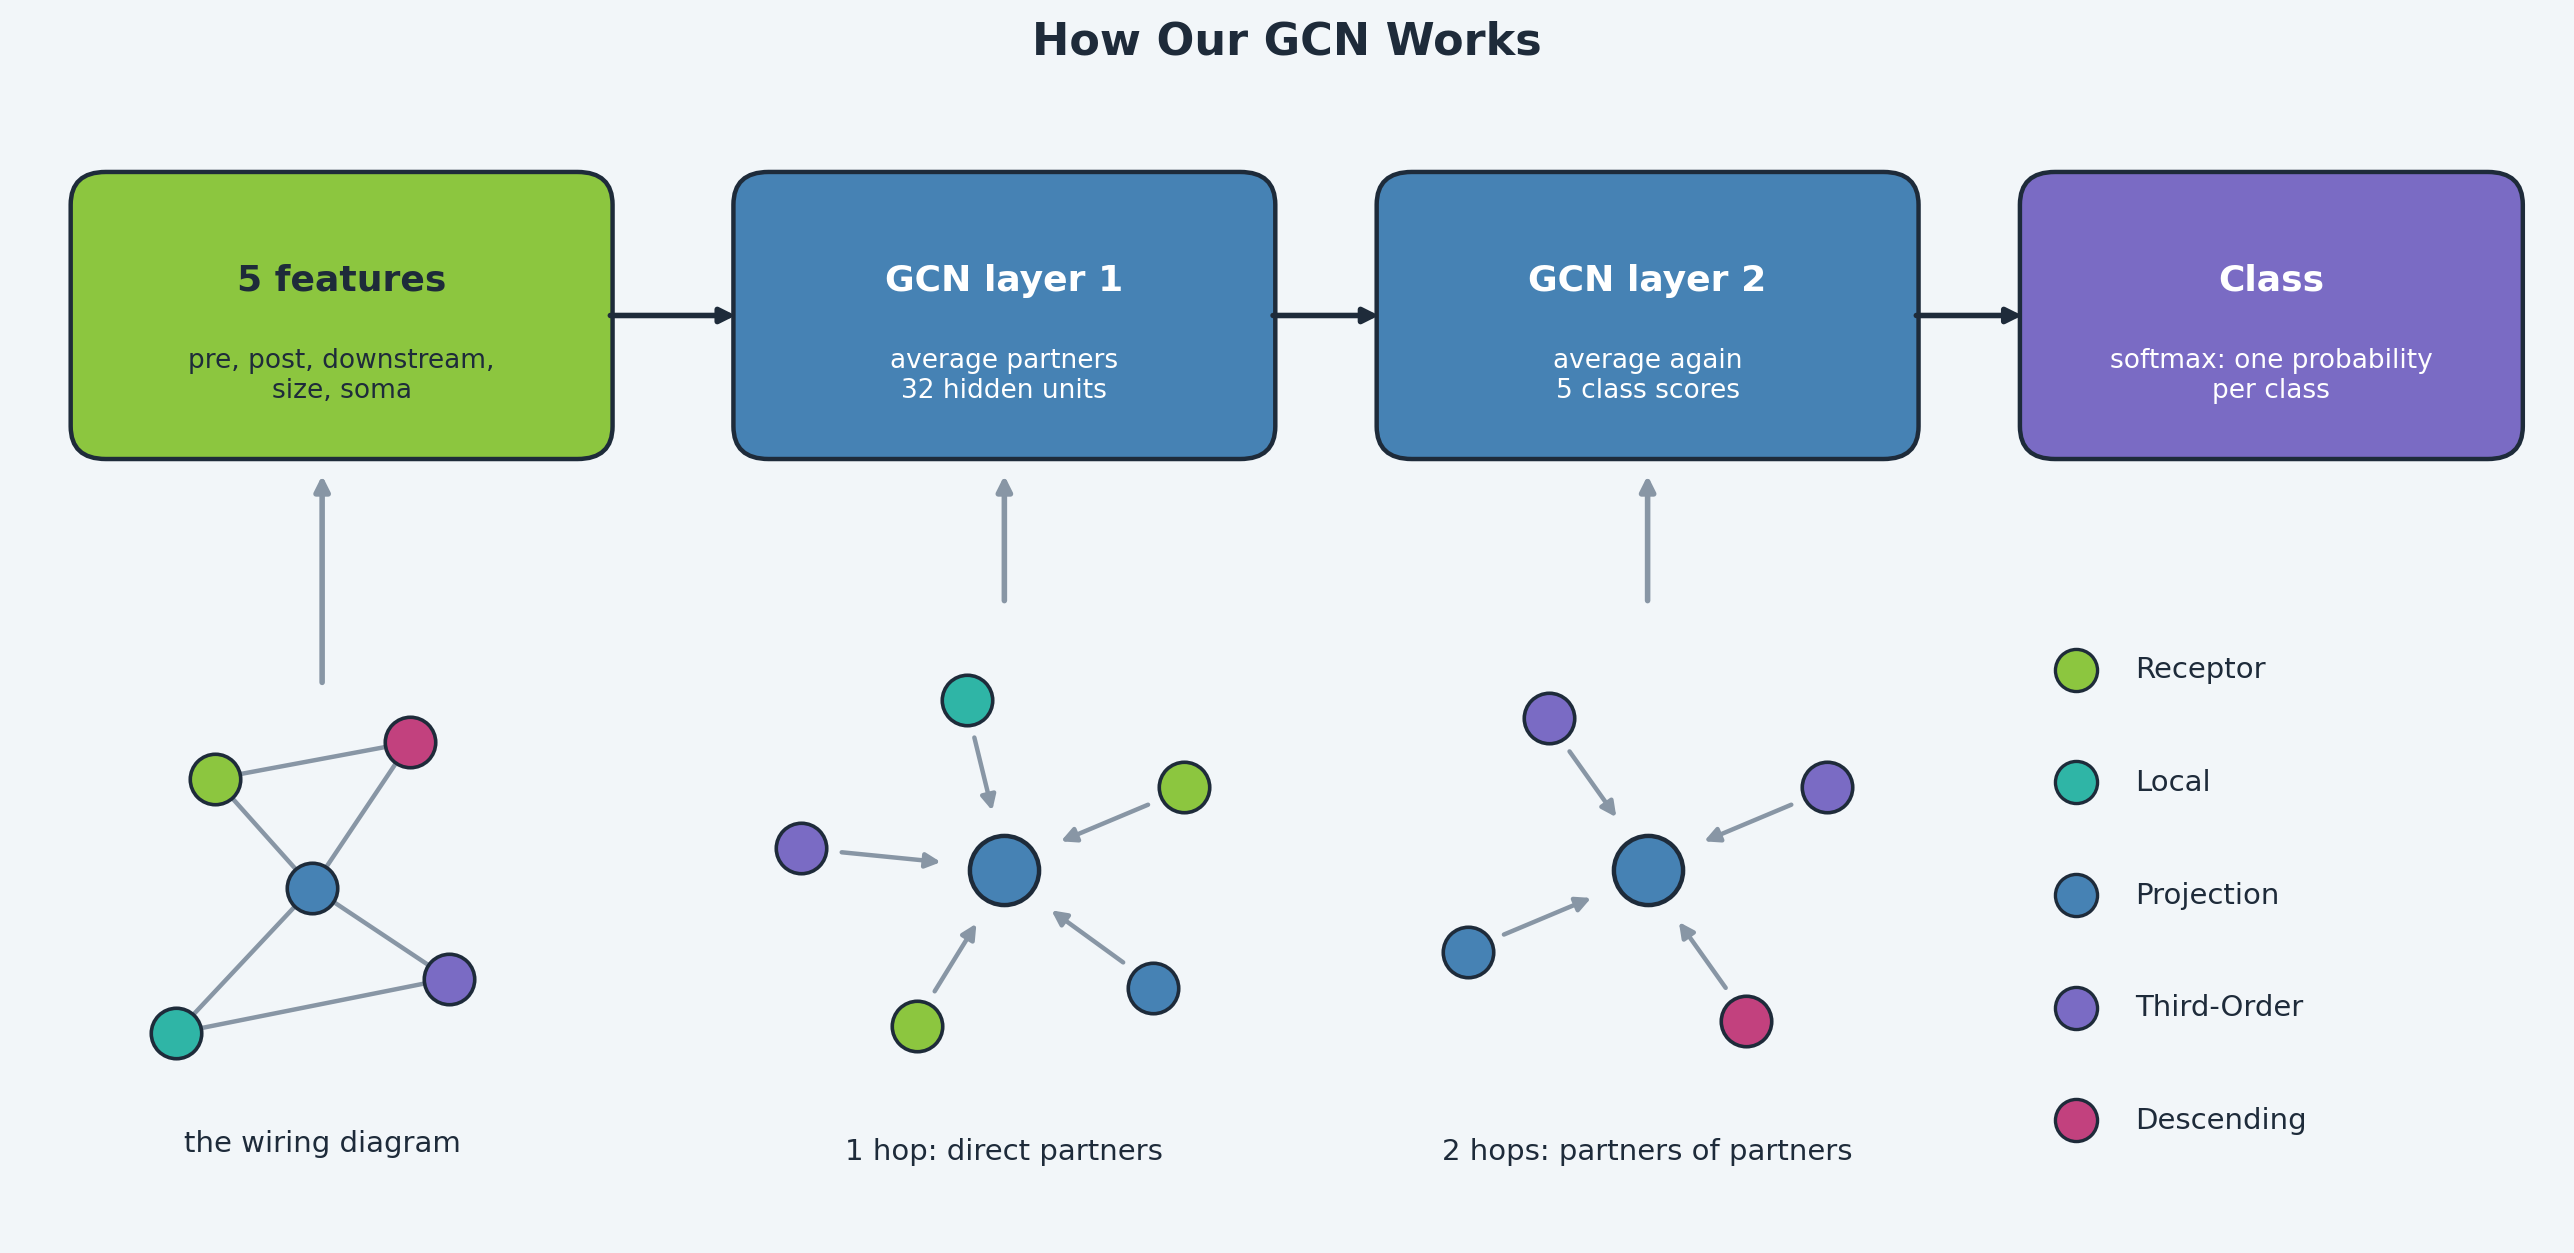 How Our GCN Works
5 features
pre, post, downstream,
size, soma
GCN layer 1
average partners
32 hidden units
GCN layer 2
average again
5 class scores
Class
softmax: one probability
per class
the wiring diagram
1 hop: direct partners
2 hops: partners of partners
Receptor
Local
Projection
Third-Order
Descending